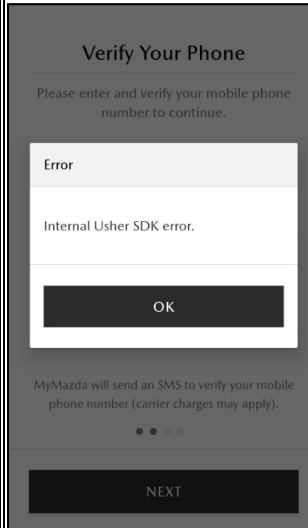 Verify Your Phone
Please enter and verify your mobile phone
number to continue.
Error
Internal Usher SDK error.
OK
MyMazda will send an SMS to verify your mobile
phone number (carrier charges may apply).
NEXT